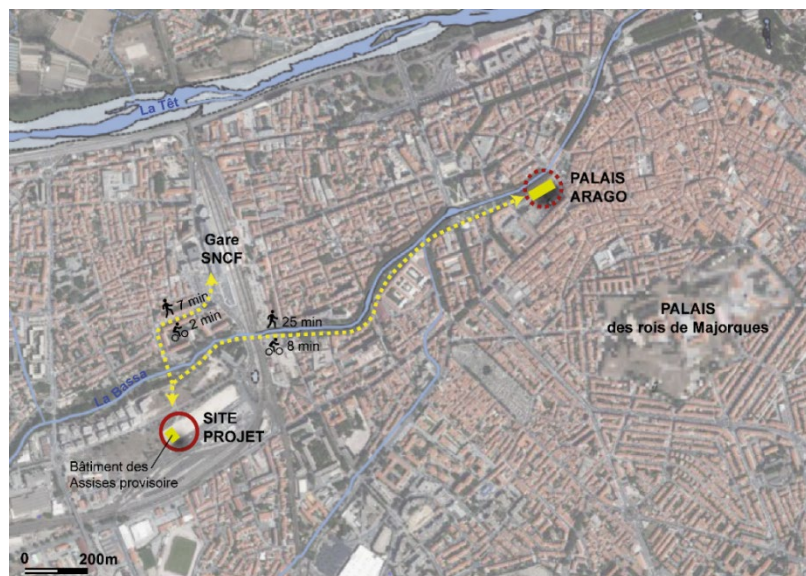 La Têt
PALAIS
ARAGO
Gare
SNCF
7 min
2 min
25 min
8 min
PALAIS
des rois de Majorques
La Bassa
SITE
PROJET
Bâtiment des
Assises provisoire
0 200m